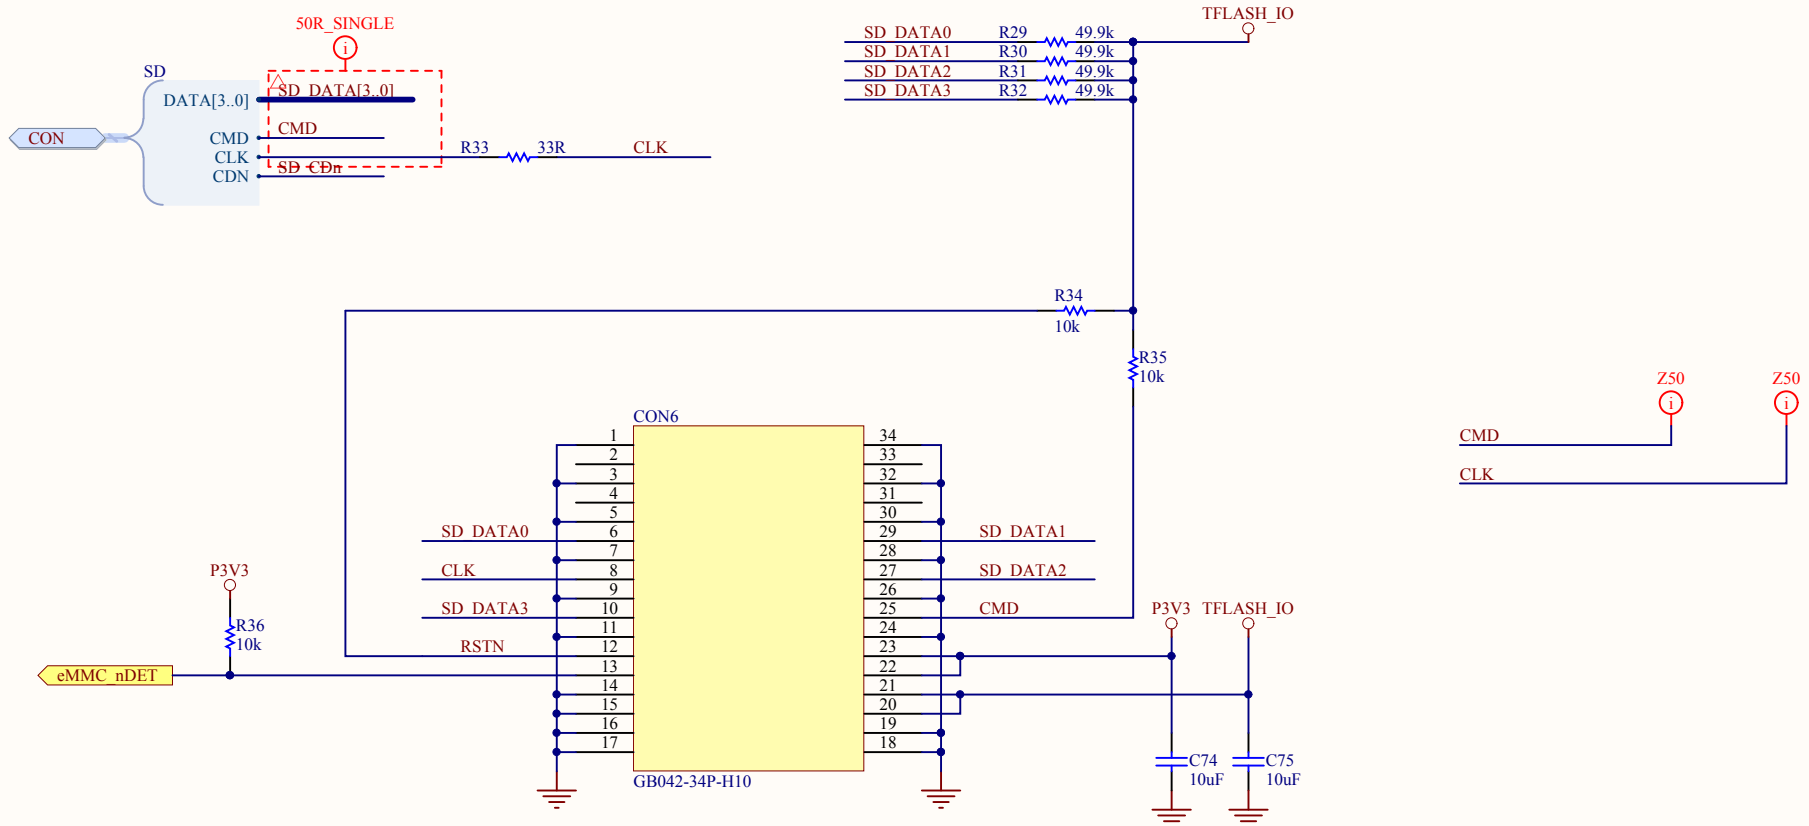 50R_SINGLE
i
SD
DATA[3..0]
SD_DATA[3..0]
CON
CMD
CMD
CLK
R33
33R
CLK
CDN
SD_CDn
TFLASH_IO
SD_DATA0
R29
49.9k
SD_DATA1
R30
49.9k
SD_DATA2
R31
49.9k
SD_DATA3
R32
49.9k
R34
10k
R35
10k
Z50
i
Z50
i
CMD
CLK
CON6
1
2
3
4
5
SD_DATA0
6
7
CLK
8
9
SD_DATA3
10
11
RSTN
12
13
14
15
16
17
34
33
32
31
30
29
SD_DATA1
28
27
SD_DATA2
26
25
CMD
24
23
22
21
20
19
18
GB042-34P-H10
P3V3
R36
10k
eMMC_nDET
P3V3
TFLASH_IO
C74
10uF
C75
10uF